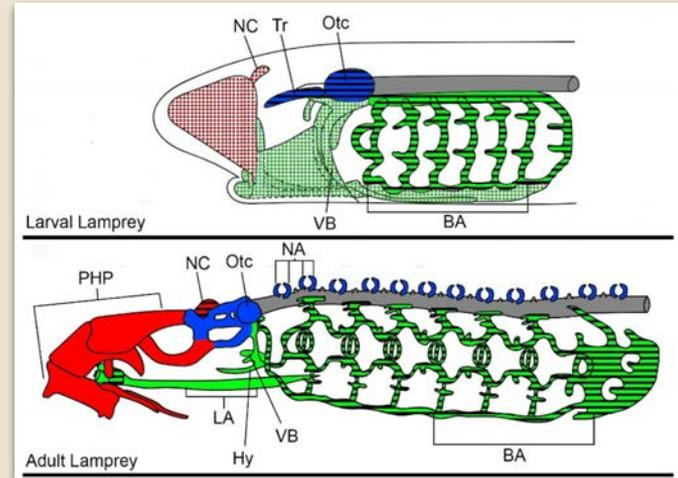 NC Tr Otc
VB
BA
Larval Lamprey
NA
PHP NC Otc
LA
VB
Hy
BA
Adult Lamprey